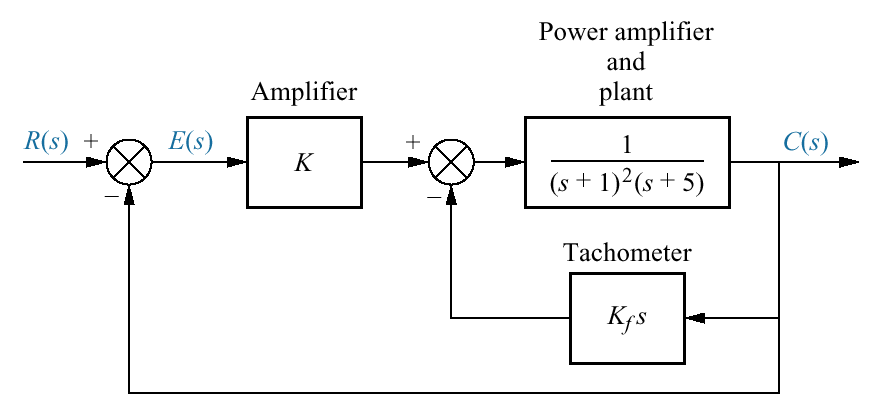 Power amplifier
and
plant
Amplifier
R(s) +
E(s)
K
+
1
(s + 1)²(s + 5)
C(s)
−
−
Tachometer
K_f s